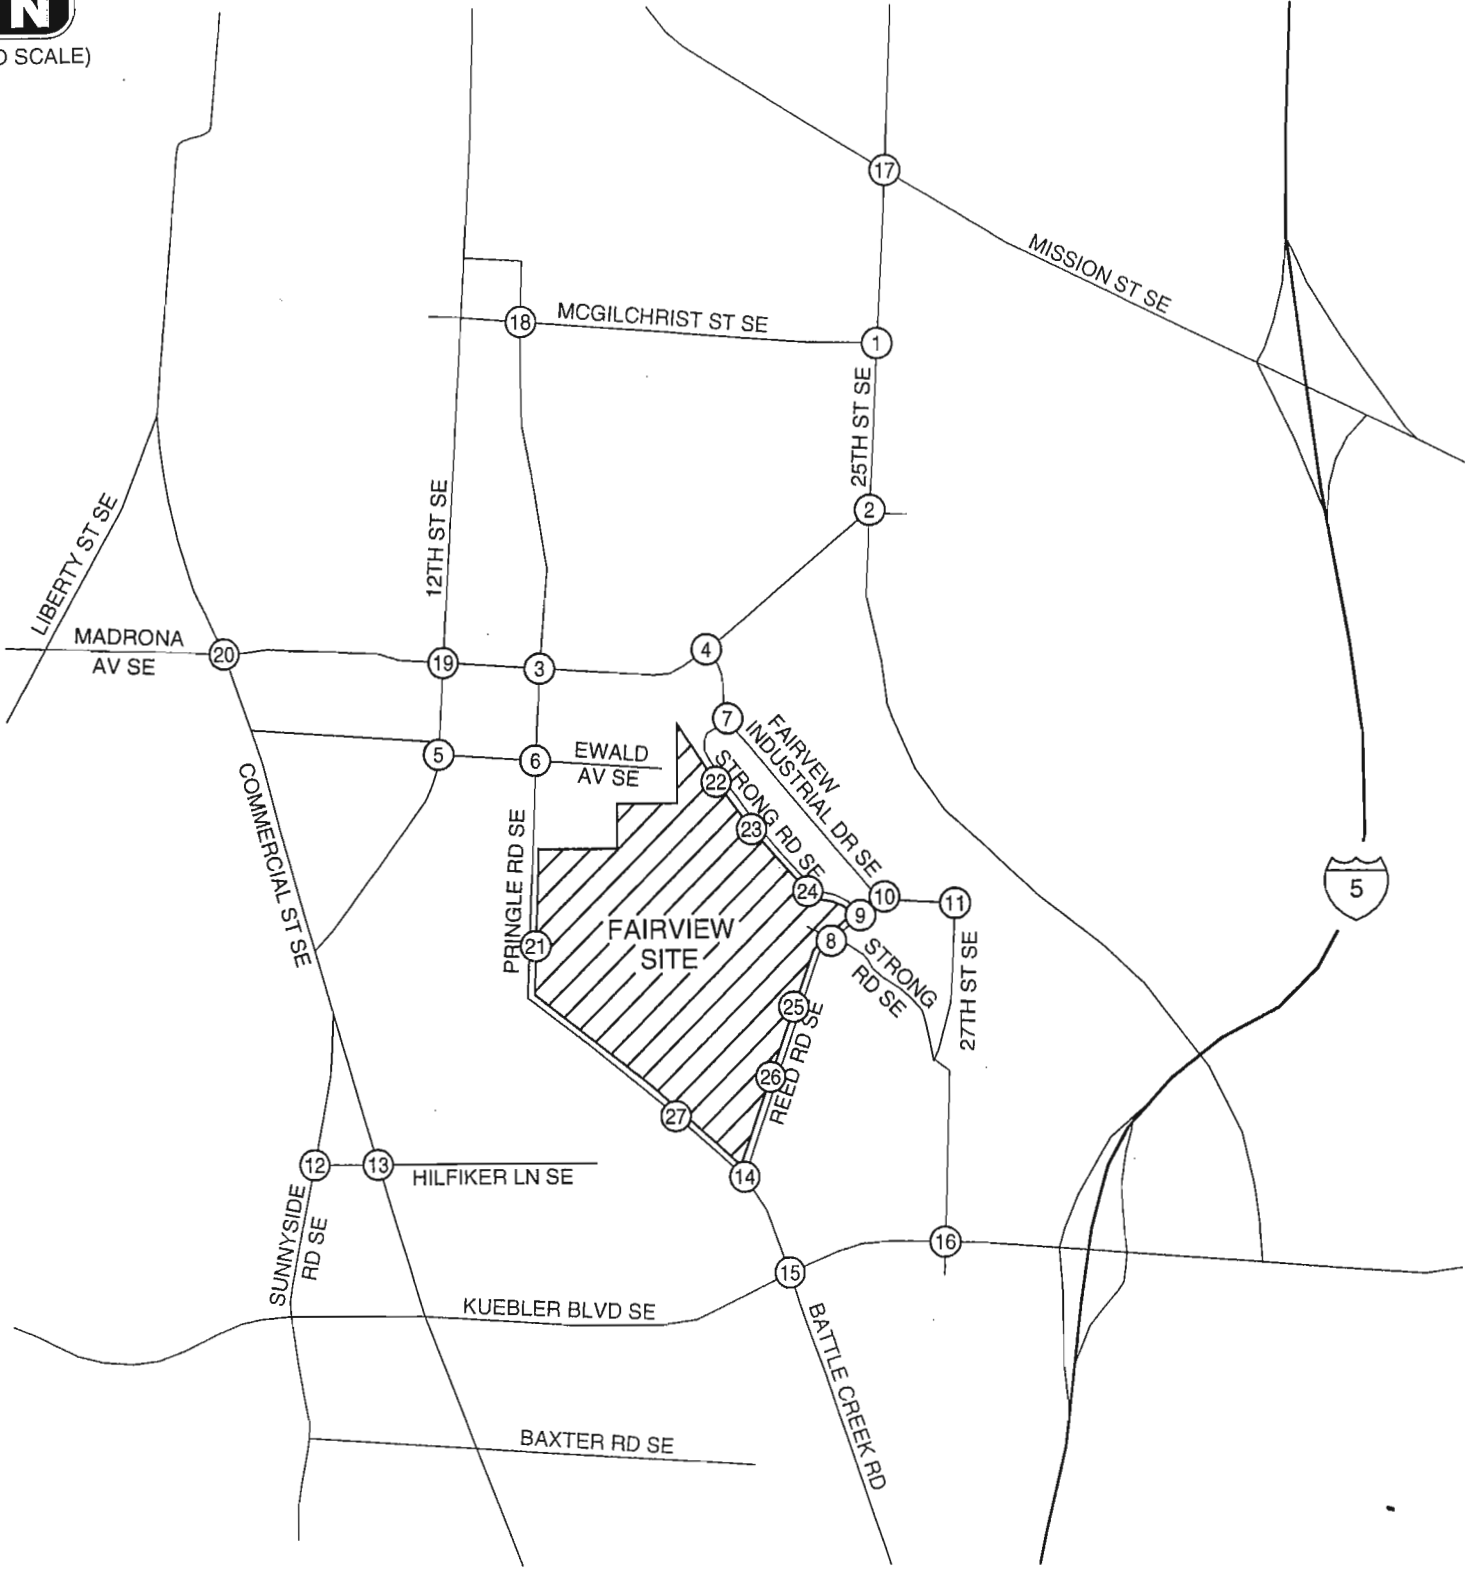 N
O SCALE)
17
MISSION ST SE
18
MCGILCHRIST ST SE
1
25TH ST SE
2
12TH ST SE
LIBERTY ST SE
MADRONA
AV SE
20
19
3
4
7
FAIRVEW
INDUSTRIAL DR SE
5
6
EWALD
AV SE
22
STRONG RD SE
23
COMMERCIAL ST SE
PRINGLE RD SE
24
10
11
9
8
5
21
FAIRVIEW
SITE
STRONG
RD SE
27TH ST SE
25
REED RD SE
26
27
12
13
HILFIKER LN SE
14
SUNNYSIDE
RD SE
16
15
KUEBLER BLVD SE
BATTLE CREEK RD
BAXTER RD SE